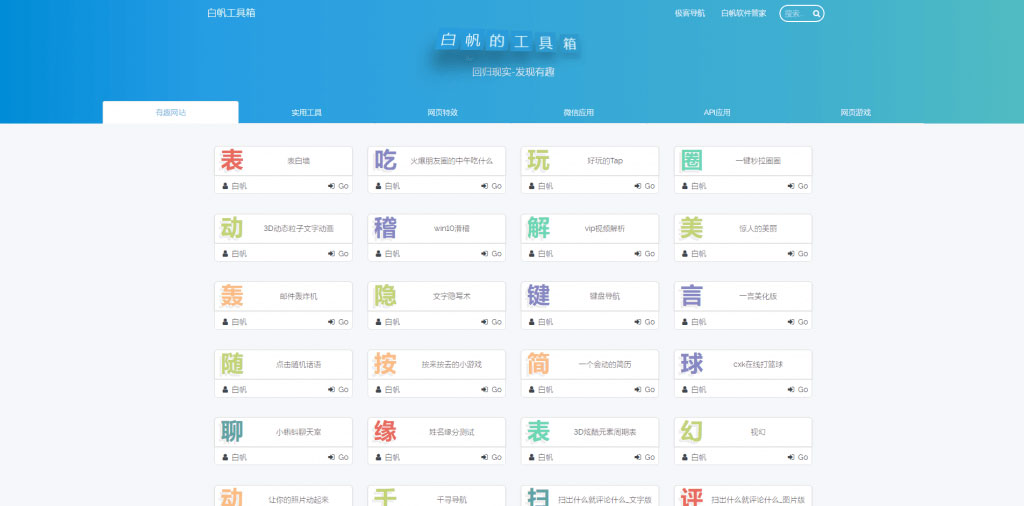 白帆工具箱
极客导航 白帆软件管家 搜索...
白帆的工具箱
回归现实-发现有趣
有趣网站 实用工具 网页特效 微信应用 API应用 网页游戏
表 表白墙 吃 火爆朋友圈的中午吃什么 玩 好玩的Tap 圈 一键秒拉圈圈
白帆 Go 白帆 Go 白帆 Go 白帆 Go
动 3D动态粒子文字动画 稽 win10滑稽 解 vip视频解析 美 惊人的美丽
白帆 Go 白帆 Go 白帆 Go 白帆 Go
轰 邮件轰炸机 隐 文字隐写术 键 键盘导航 言 一言美化版
白帆 Go 白帆 Go 白帆 Go 白帆 Go
随 点击随机话语 按 按来按去的小游戏 简 一个会动的简历 球 cxk在线打篮球
白帆 Go 白帆 Go 白帆 Go 白帆 Go
聊 小蝌蚪聊天室 缘 姓名缘分测试 表 3D炫酷元素周期表 幻 视幻
白帆 Go 白帆 Go 白帆 Go 白帆 Go
动 让你的照片动起来 千 千寻导航 扫 扫出什么就评论什么_文字版 评 扫出什么就评论什么_图片版